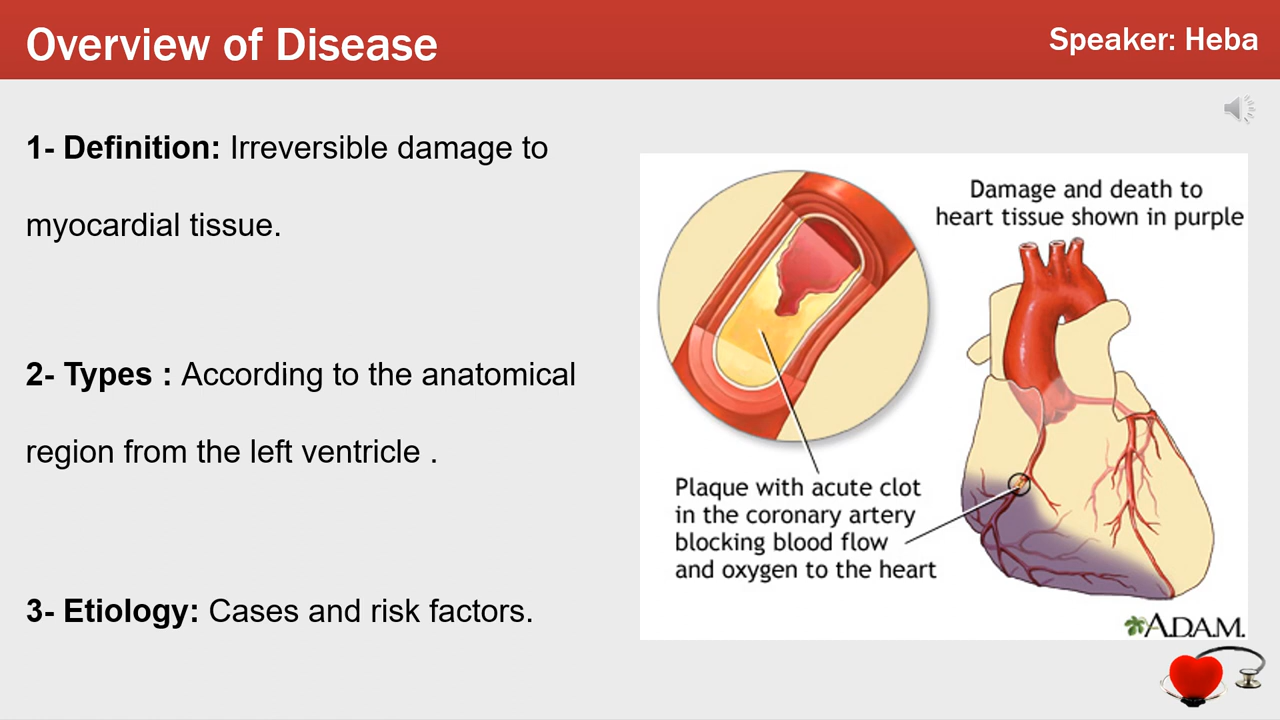 Overview of Disease
Speaker: Heba
1- Definition: Irreversible damage to
myocardial tissue.
2- Types : According to the anatomical
region from the left ventricle .
3- Etiology: Cases and risk factors.
Damage and death to
heart tissue shown in purple
Plaque with acute clot
in the coronary artery
blocking blood flow
and oxygen to the heart
A.D.A.M.